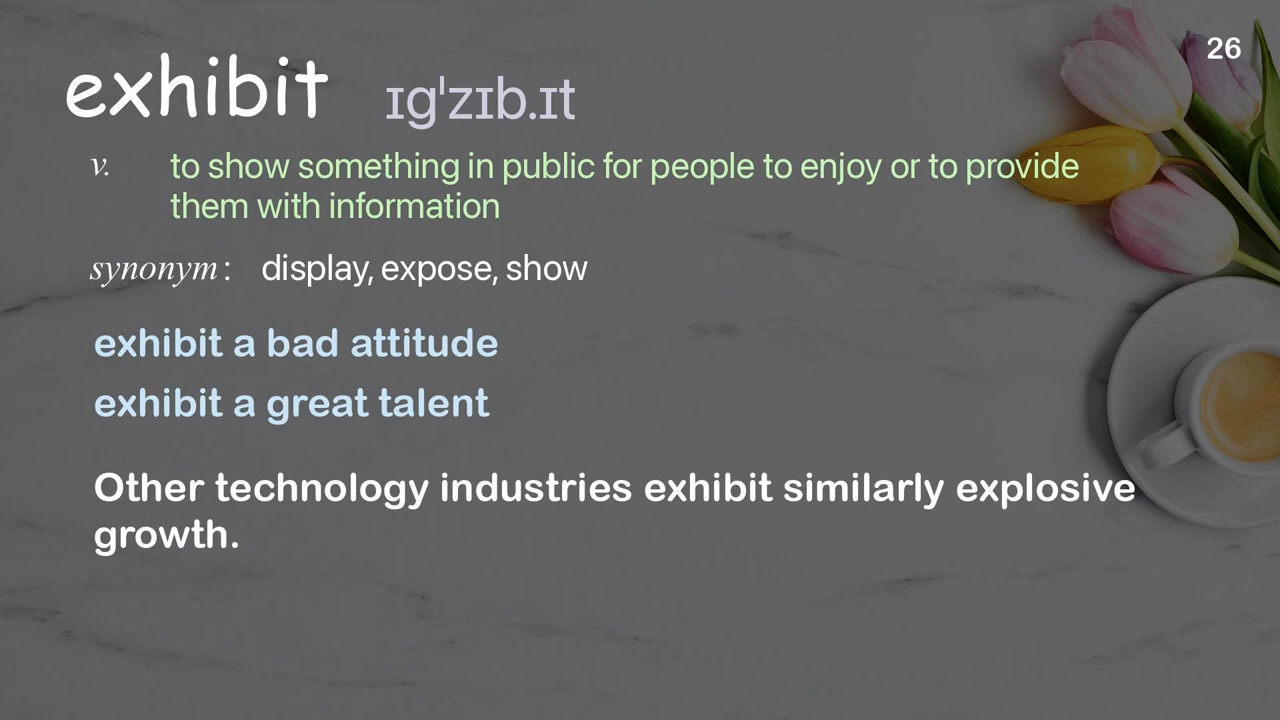 26
exhibit ɪɡˈzɪb.ɪt
v. to show something in public for people to enjoy or to provide
them with information
synonym: display, expose, show
exhibit a bad attitude
exhibit a great talent
Other technology industries exhibit similarly explosive
growth.